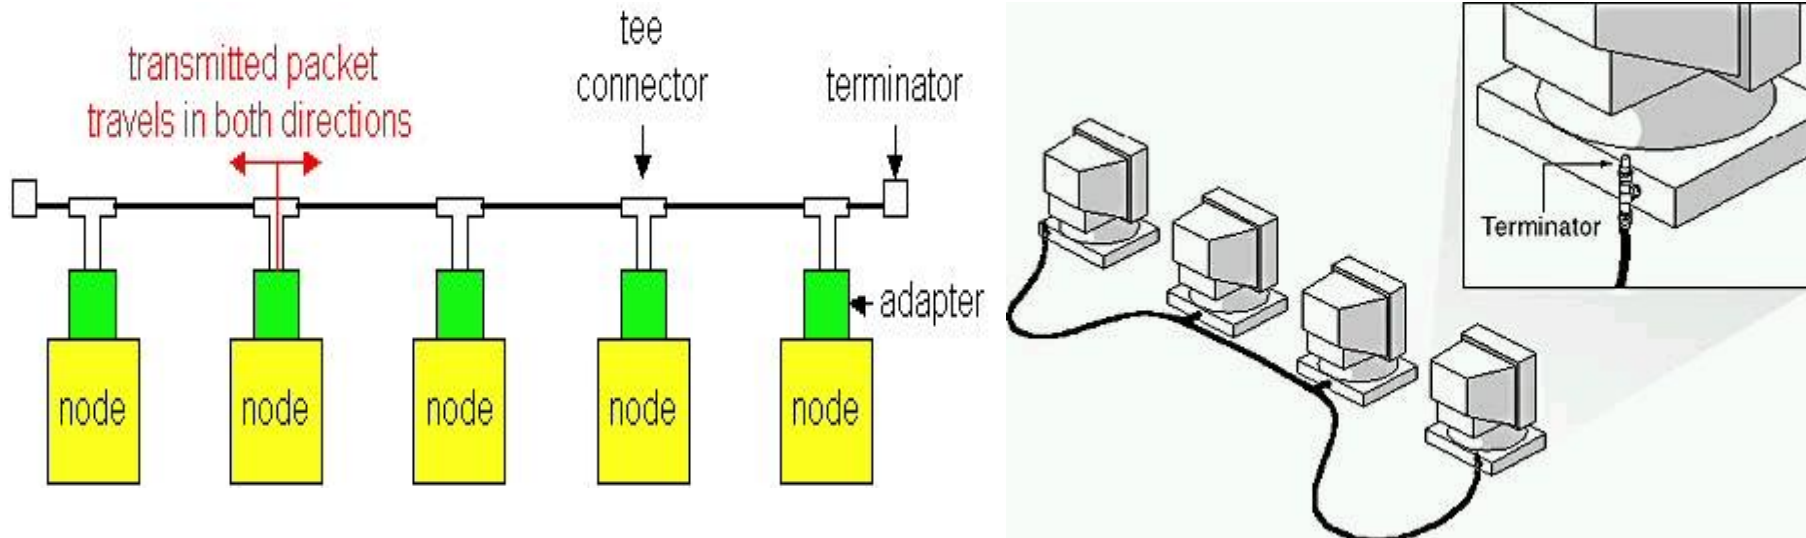 transmitted packet
travels in both directions
tee
connector
terminator
adapter
node
node
node
node
node
Terminator